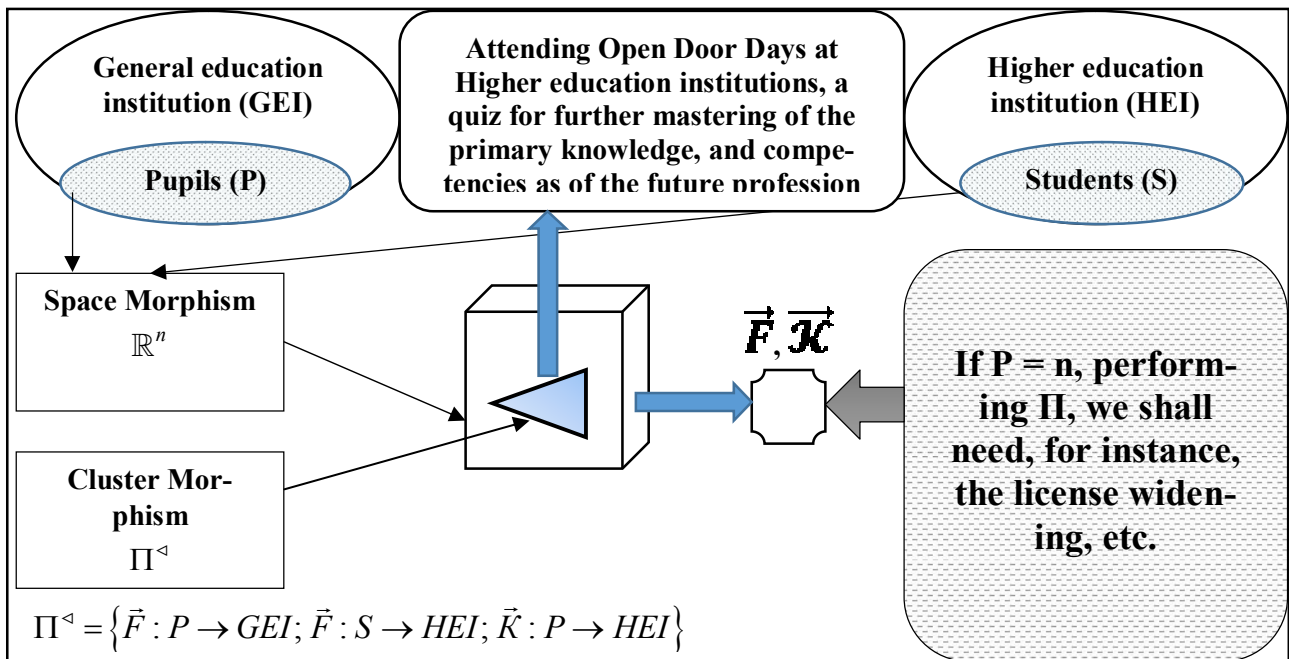 General education
institution (GEI)
Pupils (P)
Attending Open Door Days at
Higher education institutions, a
quiz for further mastering of the
primary knowledge, and compe-
tencies as of the future profession
Higher education
institution (HEI)
Students (S)
Space Morphism
ℝⁿ
Cluster Mor-
phism
Π^⊲
F⃗, 𝒦⃗
If P = n, perform-
ing Π, we shall
need, for instance,
the license widen-
ing, etc.
Π^⊲ = {F⃗ : P → GEI; F⃗ : S → HEI; K⃗ : P → HEI}